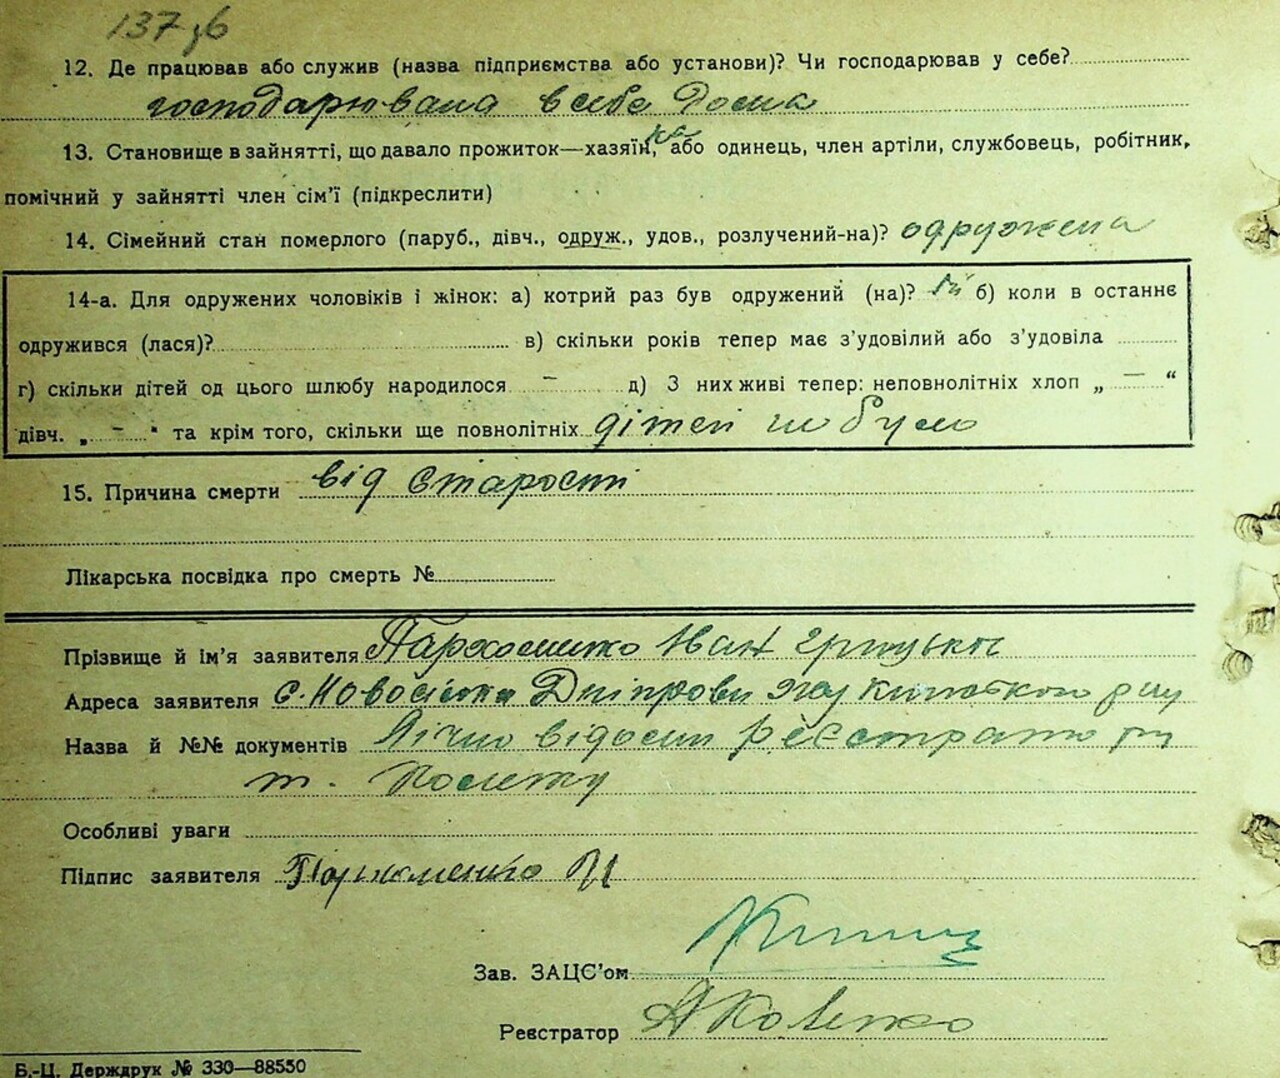 137 зв
12. Де працював або служив (назва підприємства або установи)? Чи господарював у себе?
господарювала в себе дома
13. Становище в зайнятті, що давало прожиток—хазяїн, ка або одинець, член артілі, службовець, робітник,
помічний у зайнятті член сім'ї (підкреслити)
14. Сімейний стан померлого (паруб., дівч., одруж., удов., розлучений-на)? одружена
14-а. Для одружених чоловіків і жінок: а) котрий раз був одружений (на)? б) коли в останнє
одружився (лася)? в) скільки років тепер має з'удовілий або з'удовіла
г) скільки дітей од цього шлюбу народилося – д) З них живі тепер: неповнолітніх хлоп „ — “
дівч. „ – “ та крім того, скільки ще повнолітніх дітей не було
15. Причина смерти від старости
Лікарська посвідка про смерть №
Прізвище й ім'я заявителя Пархоменко Іван
Адреса заявителя с.
Назва й №№ документів Лічно
т.
Особливі уваги
Підпис заявителя Пархоменко
Зав. ЗАЦС'ом
Реєстратор Яковенко
Б.-Ц. Держдрук № 330—88550